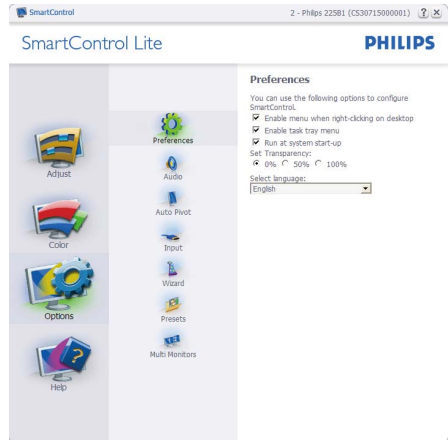 SmartControl
2 - Philips 225B1 (CS30715000001)
SmartControl Lite
PHILIPS
Adjust
Color
Options
Help
Preferences
Audio
Auto Pivot
Input
Wizard
Presets
Multi Monitors
Preferences
You can use the following options to configure
SmartControl.
Enable menu when right-clicking on desktop
Enable task tray menu
Run at system start-up
Set Transparency:
0% 50% 100%
Select language:
English